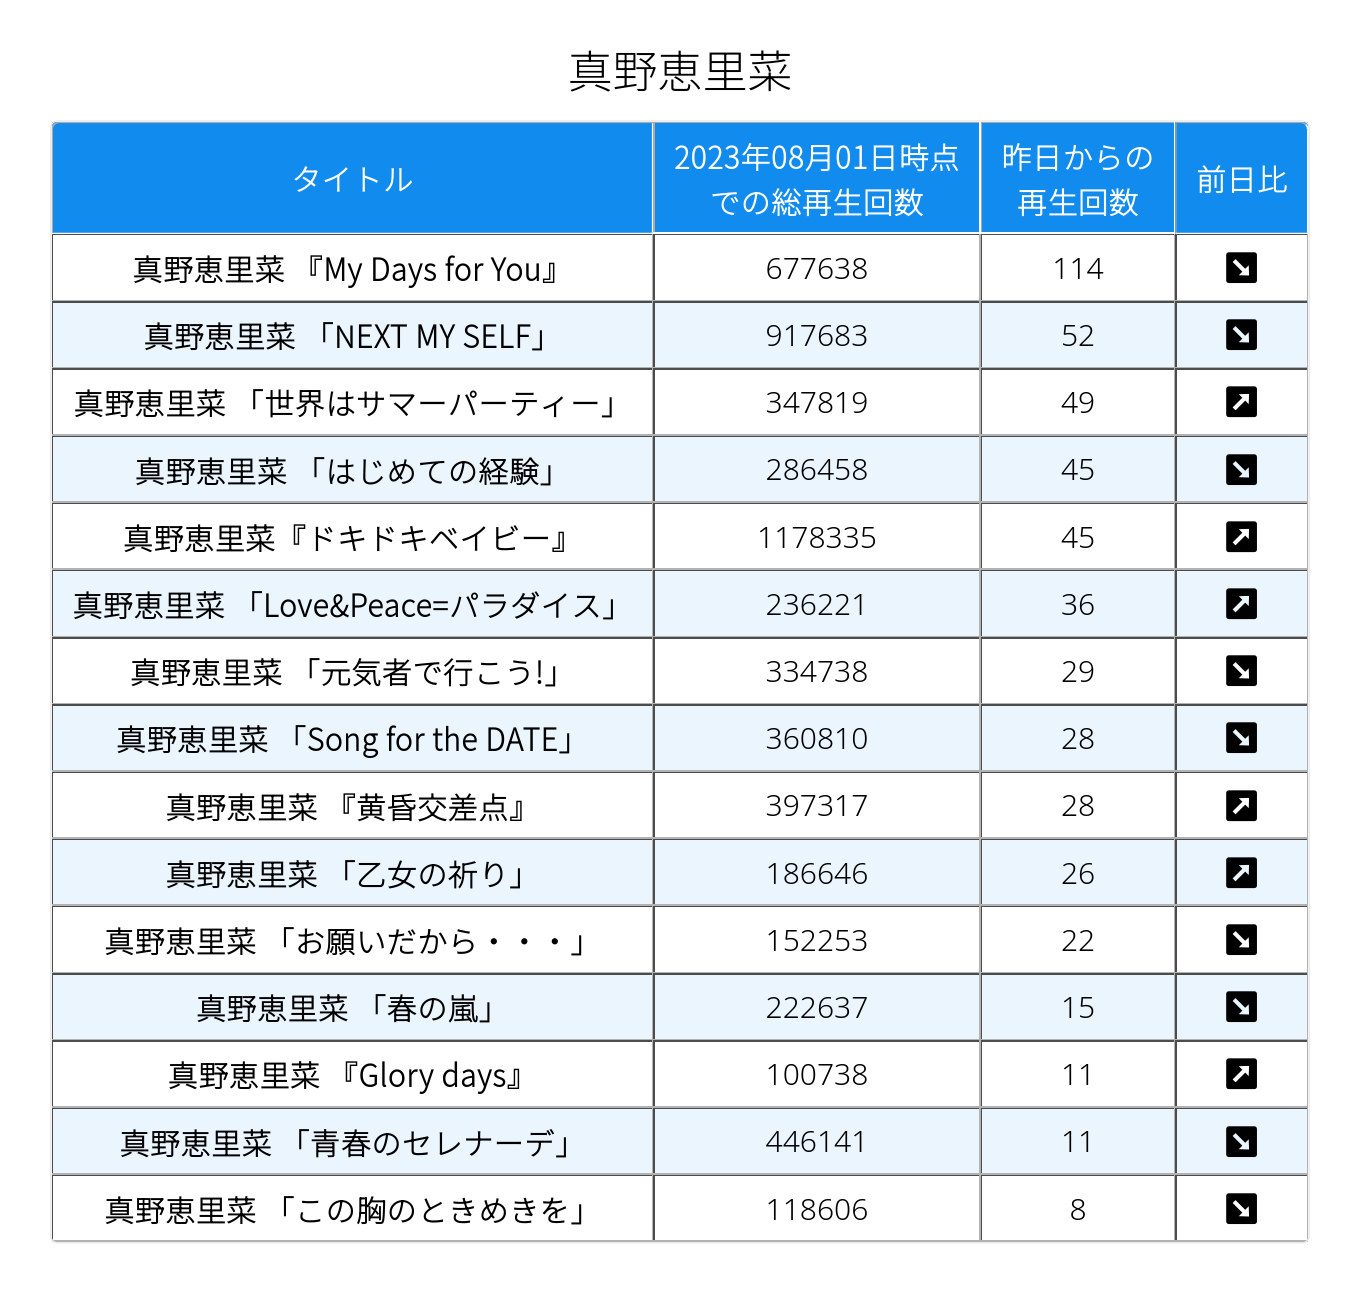 真野恵里菜
タイトル 2023年08月01日時点 での総再生回数 昨日からの 再生回数 前日比
真野恵里菜 『My Days for You』 677638 114 ↘
真野恵里菜 「NEXT MY SELF」 917683 52 ↘
真野恵里菜 「世界はサマーパーティー」 347819 49 ↗
真野恵里菜 「はじめての経験」 286458 45 ↘
真野恵里菜『ドキドキベイビー』 1178335 45 ↗
真野恵里菜 「Love&Peace=パラダイス」 236221 36 ↗
真野恵里菜 「元気者で行こう!」 334738 29 ↘
真野恵里菜 「Song for the DATE」 360810 28 ↘
真野恵里菜 『黄昏交差点』 397317 28 ↗
真野恵里菜 「乙女の祈り」 186646 26 ↗
真野恵里菜 「お願いだから・・・」 152253 22 ↘
真野恵里菜 「春の嵐」 222637 15 ↘
真野恵里菜 『Glory days』 100738 11 ↗
真野恵里菜 「青春のセレナーデ」 446141 11 ↘
真野恵里菜 「この胸のときめきを」 118606 8 ↘